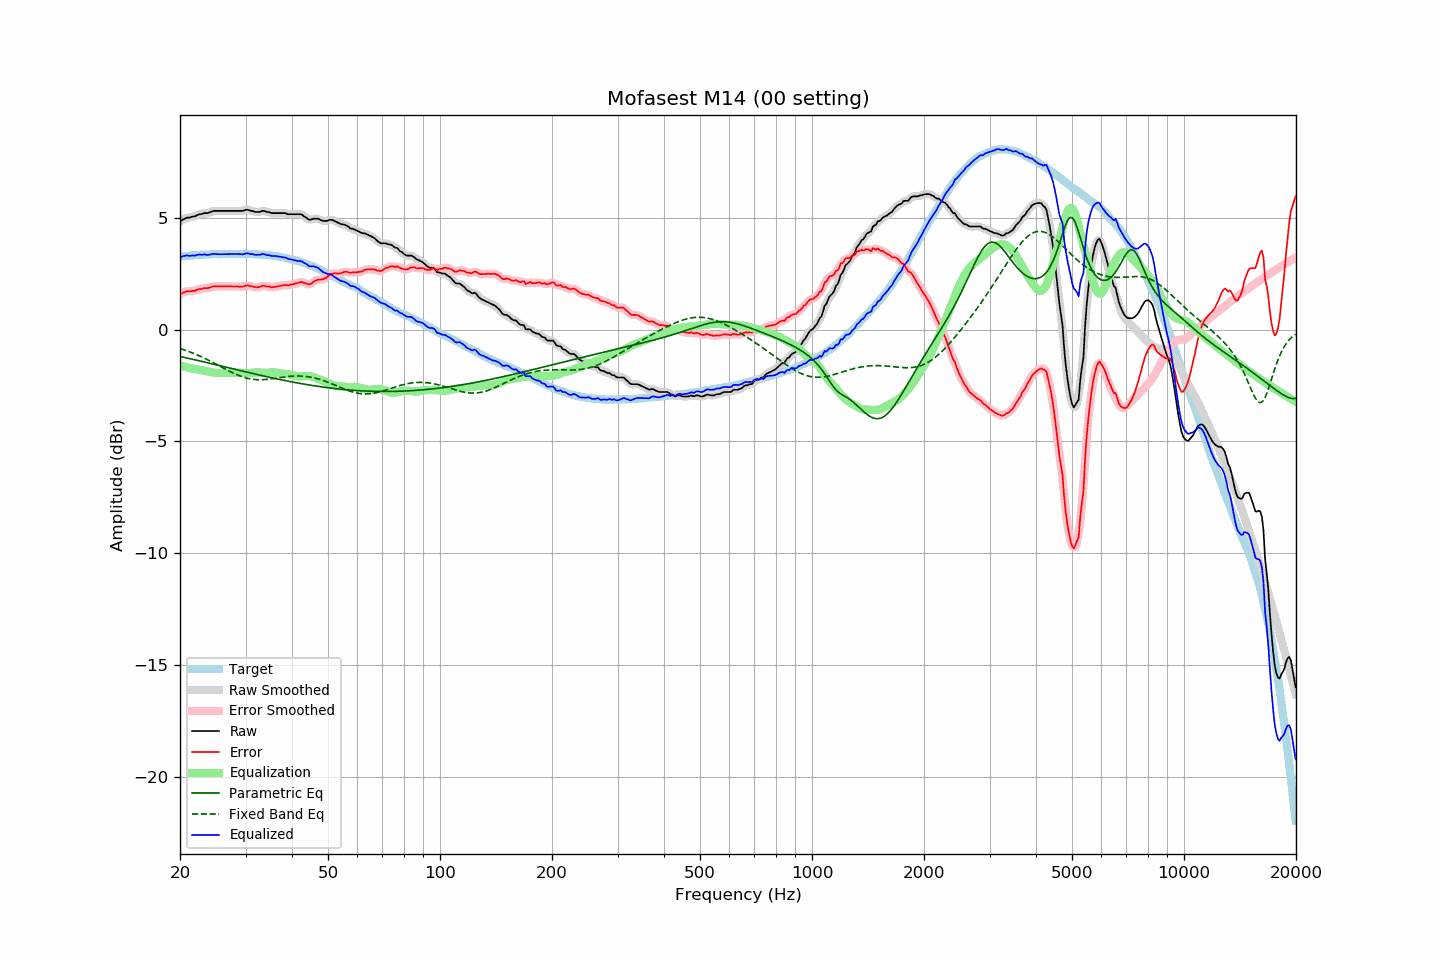 Mofasest M14 (00 setting)
Amplitude (dBr)
5
0
−5
−10
−15
−20
Target
Raw Smoothed
Error Smoothed
Raw
Error
Equalization
Parametric Eq
Fixed Band Eq
Equalized
20 50 100 200 500 1000 2000 5000 10000 20000
Frequency (Hz)